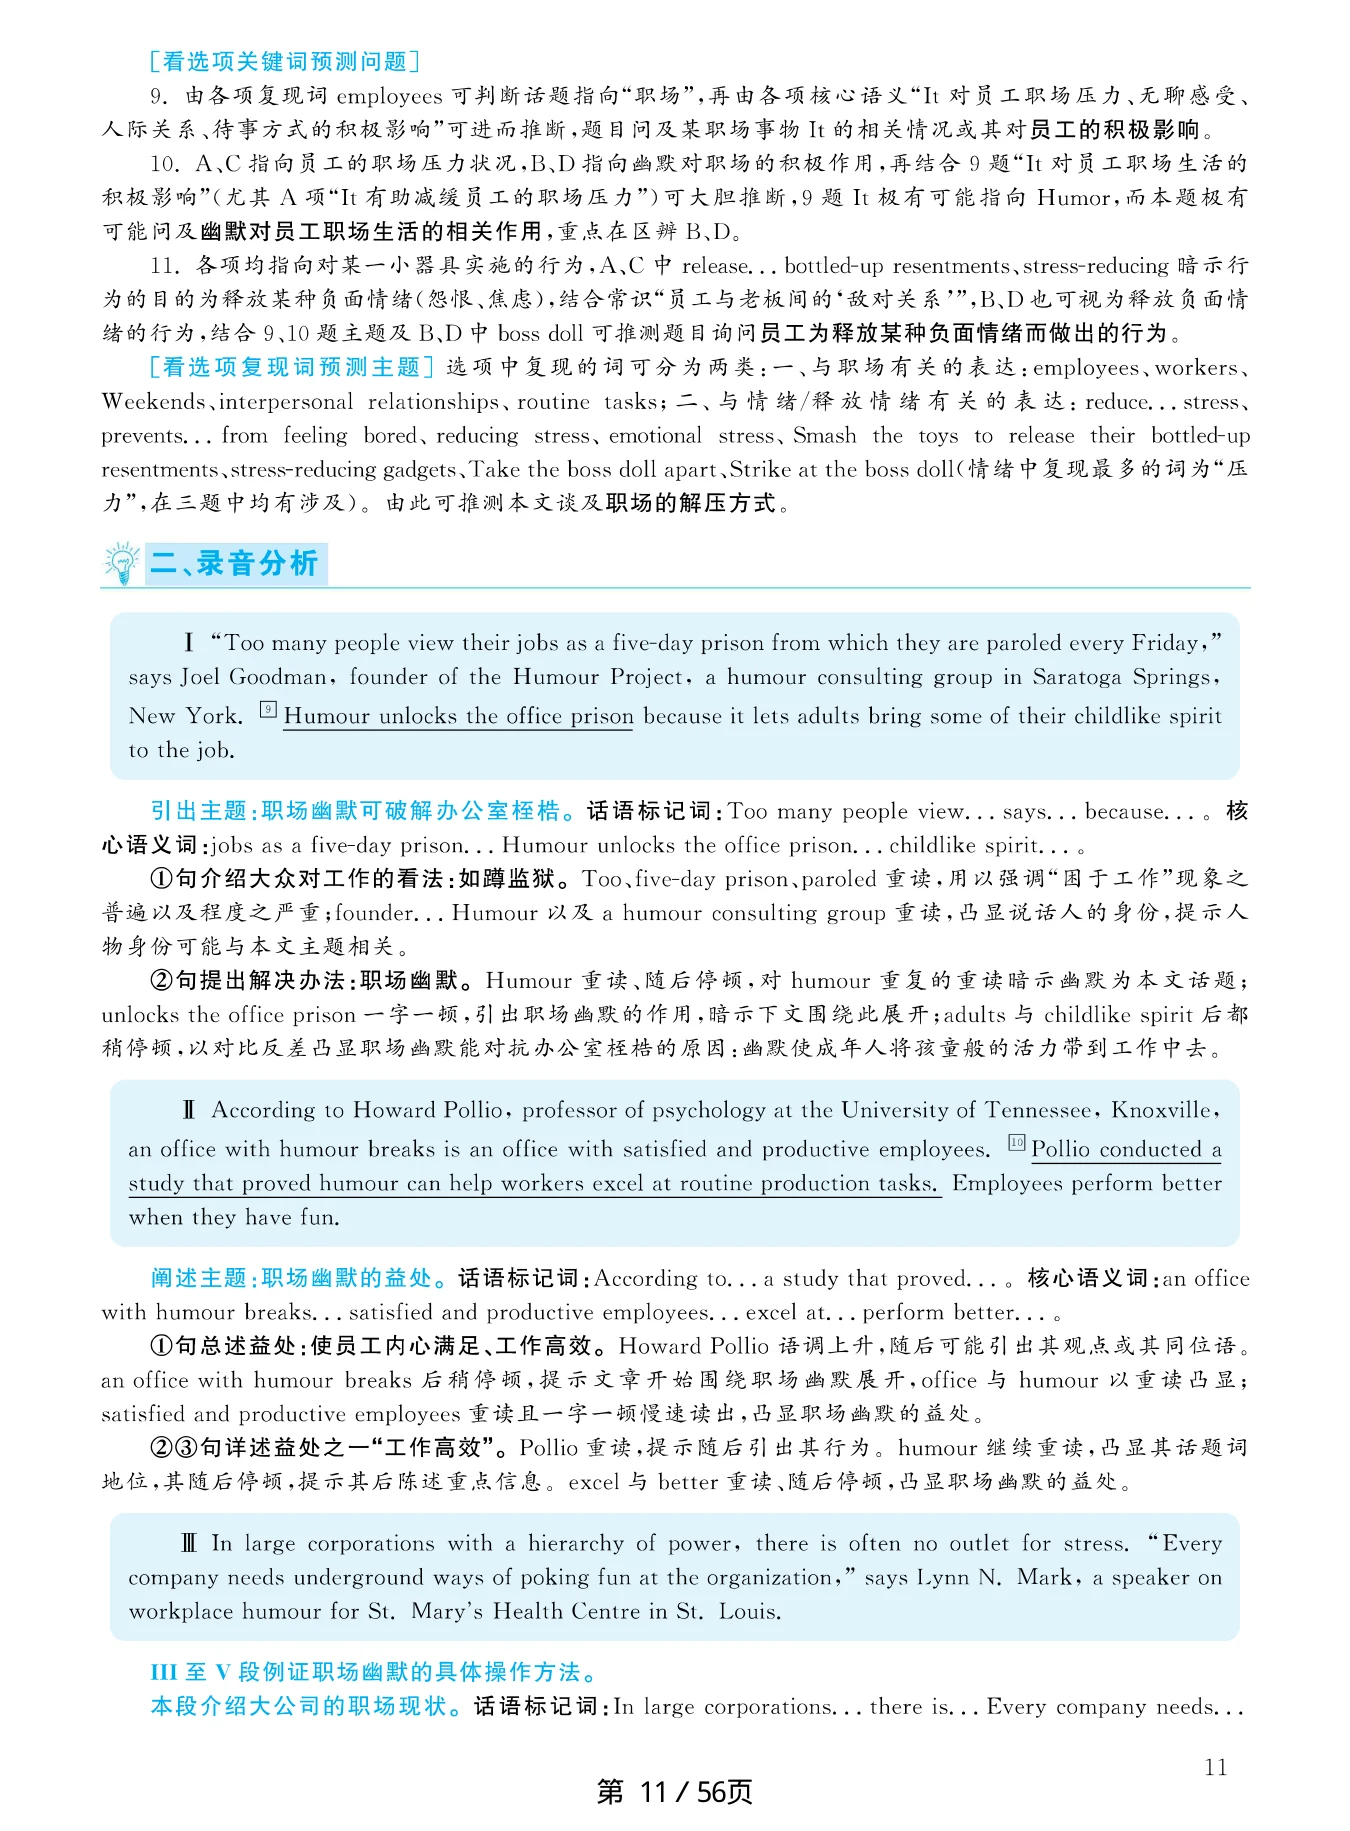 [看选项关键词预测问题]
9. 由各项复现词 employees 可判断话题指向“职场”,再由各项核心语义“It 对员工职场压力、无聊感受、
人际关系、待事方式的积极影响”可进而推断,题目问及某职场事物 It 的相关情况或其对员工的积极影响。
10. A、C 指向员工的职场压力状况,B、D 指向幽默对职场的积极作用,再结合 9 题“It 对员工职场生活的
积极影响”(尤其 A 项“It 有助减缓员工的职场压力”)可大胆推断,9 题 It 极有可能指向 Humor,而本题极有
可能问及幽默对员工职场生活的相关作用,重点在区辨 B、D。
11. 各项均指向对某一小器具实施的行为,A、C 中 release... bottled-up resentments、stress-reducing 暗示行
为的目的为释放某种负面情绪(怨恨、焦虑),结合常识“员工与老板间的‘敌对关系’”,B、D 也可视为释放负面情
绪的行为,结合 9、10 题主题及 B、D 中 boss doll 可推测题目询问员工为释放某种负面情绪而做出的行为。
[看选项复现词预测主题] 选项中复现的词可分为两类:一、与职场有关的表达:employees、workers、
Weekends、interpersonal relationships、routine tasks;二、与情绪/释放情绪有关的表达:reduce... stress、
prevents... from feeling bored、reducing stress、emotional stress、Smash the toys to release their bottled-up
resentments、stress-reducing gadgets、Take the boss doll apart、Strike at the boss doll(情绪中复现最多的词为“压
力”,在三题中均有涉及)。由此可推测本文谈及职场的解压方式。
二、录音分析
Ⅰ “Too many people view their jobs as a five-day prison from which they are paroled every Friday,”
says Joel Goodman, founder of the Humour Project, a humour consulting group in Saratoga Springs,
New York. 9 Humour unlocks the office prison because it lets adults bring some of their childlike spirit
to the job.
引出主题:职场幽默可破解办公室桎梏。话语标记词:Too many people view... says... because...。核
心语义词:jobs as a five-day prison... Humour unlocks the office prison... childlike spirit...。
①句介绍大众对工作的看法:如蹲监狱。Too、five-day prison、paroled 重读,用以强调“困于工作”现象之
普遍以及程度之严重;founder... Humour 以及 a humour consulting group 重读,凸显说话人的身份,提示人
物身份可能与本文主题相关。
②句提出解决办法:职场幽默。Humour 重读、随后停顿,对 humour 重复的重读暗示幽默为本文话题;
unlocks the office prison 一字一顿,引出职场幽默的作用,暗示下文围绕此展开;adults 与 childlike spirit 后都
稍停顿,以对比反差凸显职场幽默能对抗办公室桎梏的原因:幽默使成年人将孩童般的活力带到工作中去。
Ⅱ According to Howard Pollio, professor of psychology at the University of Tennessee, Knoxville,
an office with humour breaks is an office with satisfied and productive employees. 10 Pollio conducted a
study that proved humour can help workers excel at routine production tasks. Employees perform better
when they have fun.
阐述主题:职场幽默的益处。话语标记词:According to... a study that proved...。核心语义词:an office
with humour breaks... satisfied and productive employees... excel at... perform better...。
①句总述益处:使员工内心满足、工作高效。Howard Pollio 语调上升,随后可能引出其观点或其同位语。
an office with humour breaks 后稍停顿,提示文章开始围绕职场幽默展开,office 与 humour 以重读凸显;
satisfied and productive employees 重读且一字一顿慢速读出,凸显职场幽默的益处。
②③句详述益处之一“工作高效”。Pollio 重读,提示随后引出其行为。humour 继续重读,凸显其话题词
地位,其随后停顿,提示其后陈述重点信息。excel 与 better 重读、随后停顿,凸显职场幽默的益处。
Ⅲ In large corporations with a hierarchy of power, there is often no outlet for stress. “Every
company needs underground ways of poking fun at the organization,” says Lynn N. Mark, a speaker on
workplace humour for St. Mary’s Health Centre in St. Louis.
III 至 V 段例证职场幽默的具体操作方法。
本段介绍大公司的职场现状。话语标记词:In large corporations... there is... Every company needs...
11
第 11 / 56页